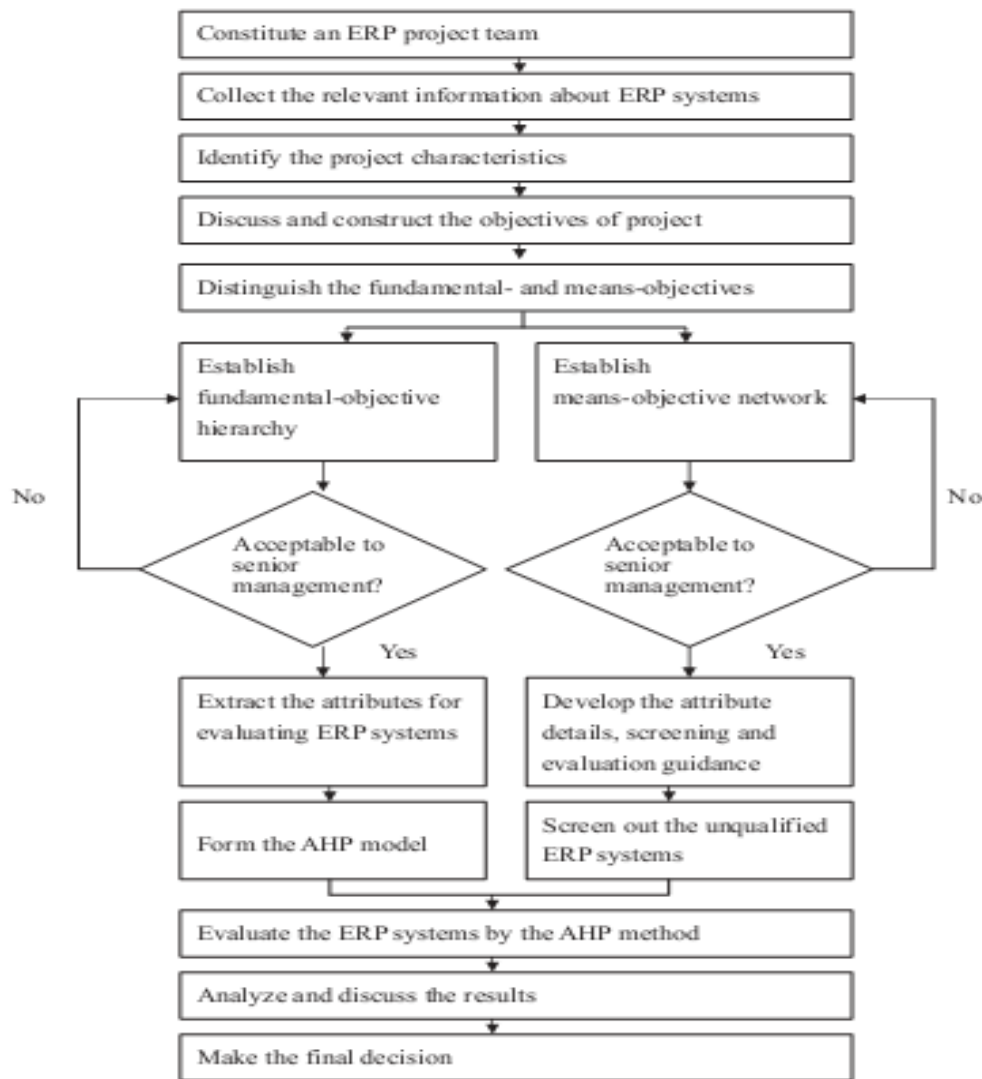 Constitute an ERP project team
Collect the relevant information about ERP systems
Identify the project characteristics
Discuss and construct the objectives of project
Distinguish the fundamental- and means-objectives
Establish
fundamental-objective
hierarchy
Establish
means-objective network
No
No
Acceptable to
senior
management?
Acceptable to
senior
management?
Yes
Yes
Extract the attributes for
evaluating ERP systems
Develop the attribute
details, screening and
evaluation guidance
Form the AHP model
Screen out the unqualified
ERP systems
Evaluate the ERP systems by the AHP method
Analyze and discuss the results
Make the final decision